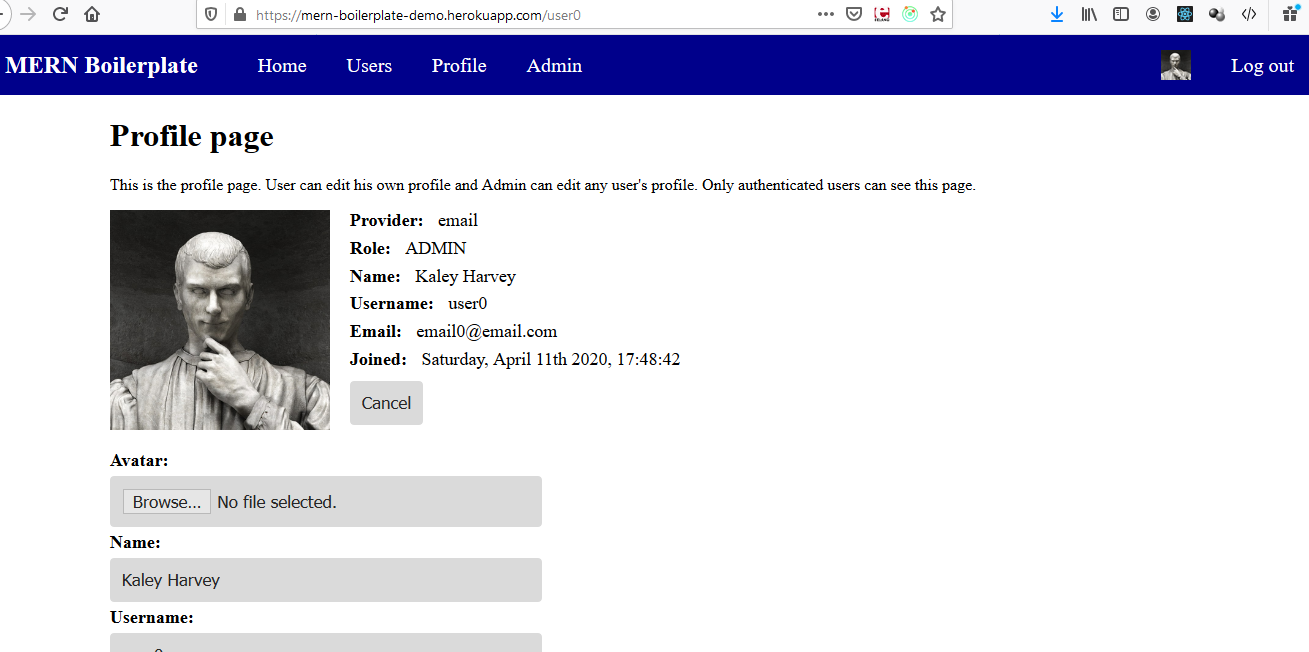 https://mern-boilerplate-demo.herokuapp.com/user0
MERN Boilerplate Home Users Profile Admin Log out
Profile page
This is the profile page. User can edit his own profile and Admin can edit any user's profile. Only authenticated users can see this page.
Provider: email
Role: ADMIN
Name: Kaley Harvey
Username: user0
Email: email0@email.com
Joined: Saturday, April 11th 2020, 17:48:42
Cancel
Avatar:
Browse... No file selected.
Name:
Kaley Harvey
Username: